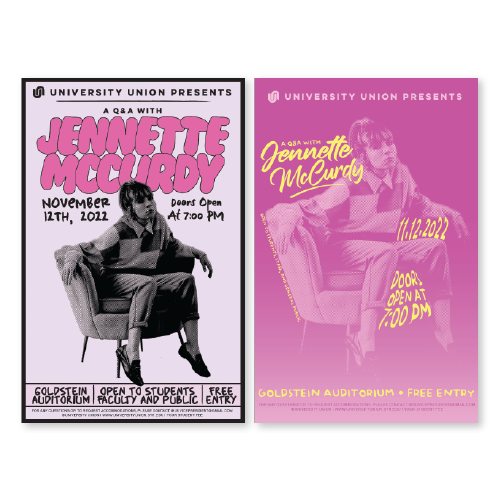 UNIVERSITY UNION PRESENTS
A Q&A WITH
JENNETTE
MCCURDY
NOVEMBER
12TH, 2022
DOORS OPEN
AT 7:00 PM
GOLDSTEIN
AUDITORIUM
OPEN TO STUDENTS
FACULTY AND PUBLIC
FREE
ENTRY
UNIVERSITY UNION PRESENTS
A Q&A WITH
Jennette
McCurdy
11.12.2022
DOORS
OPEN AT
7:00 PM
GOLDSTEIN AUDITORIUM • FREE ENTRY